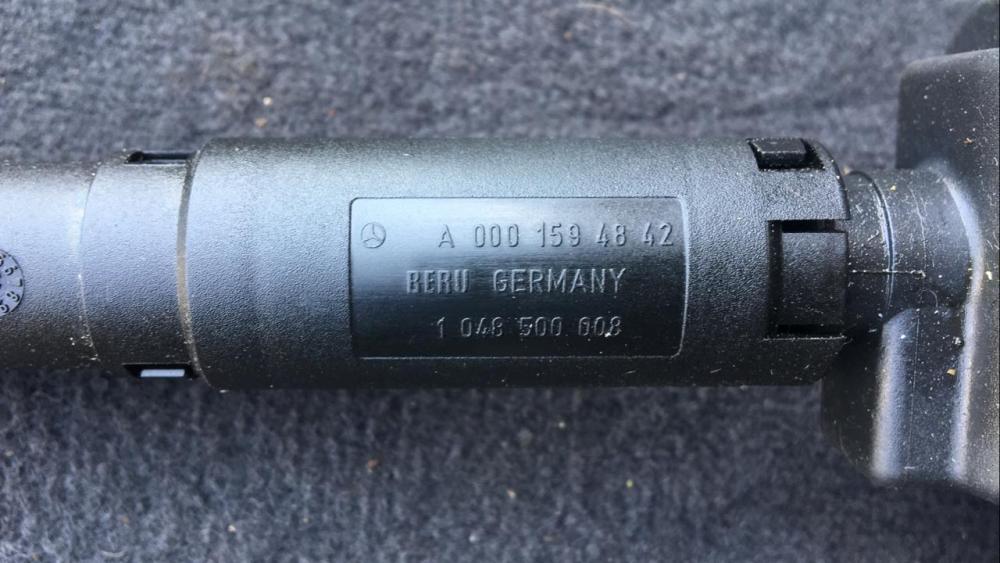 A 000 159 48 42
BERU GERMANY
1 048 500 008